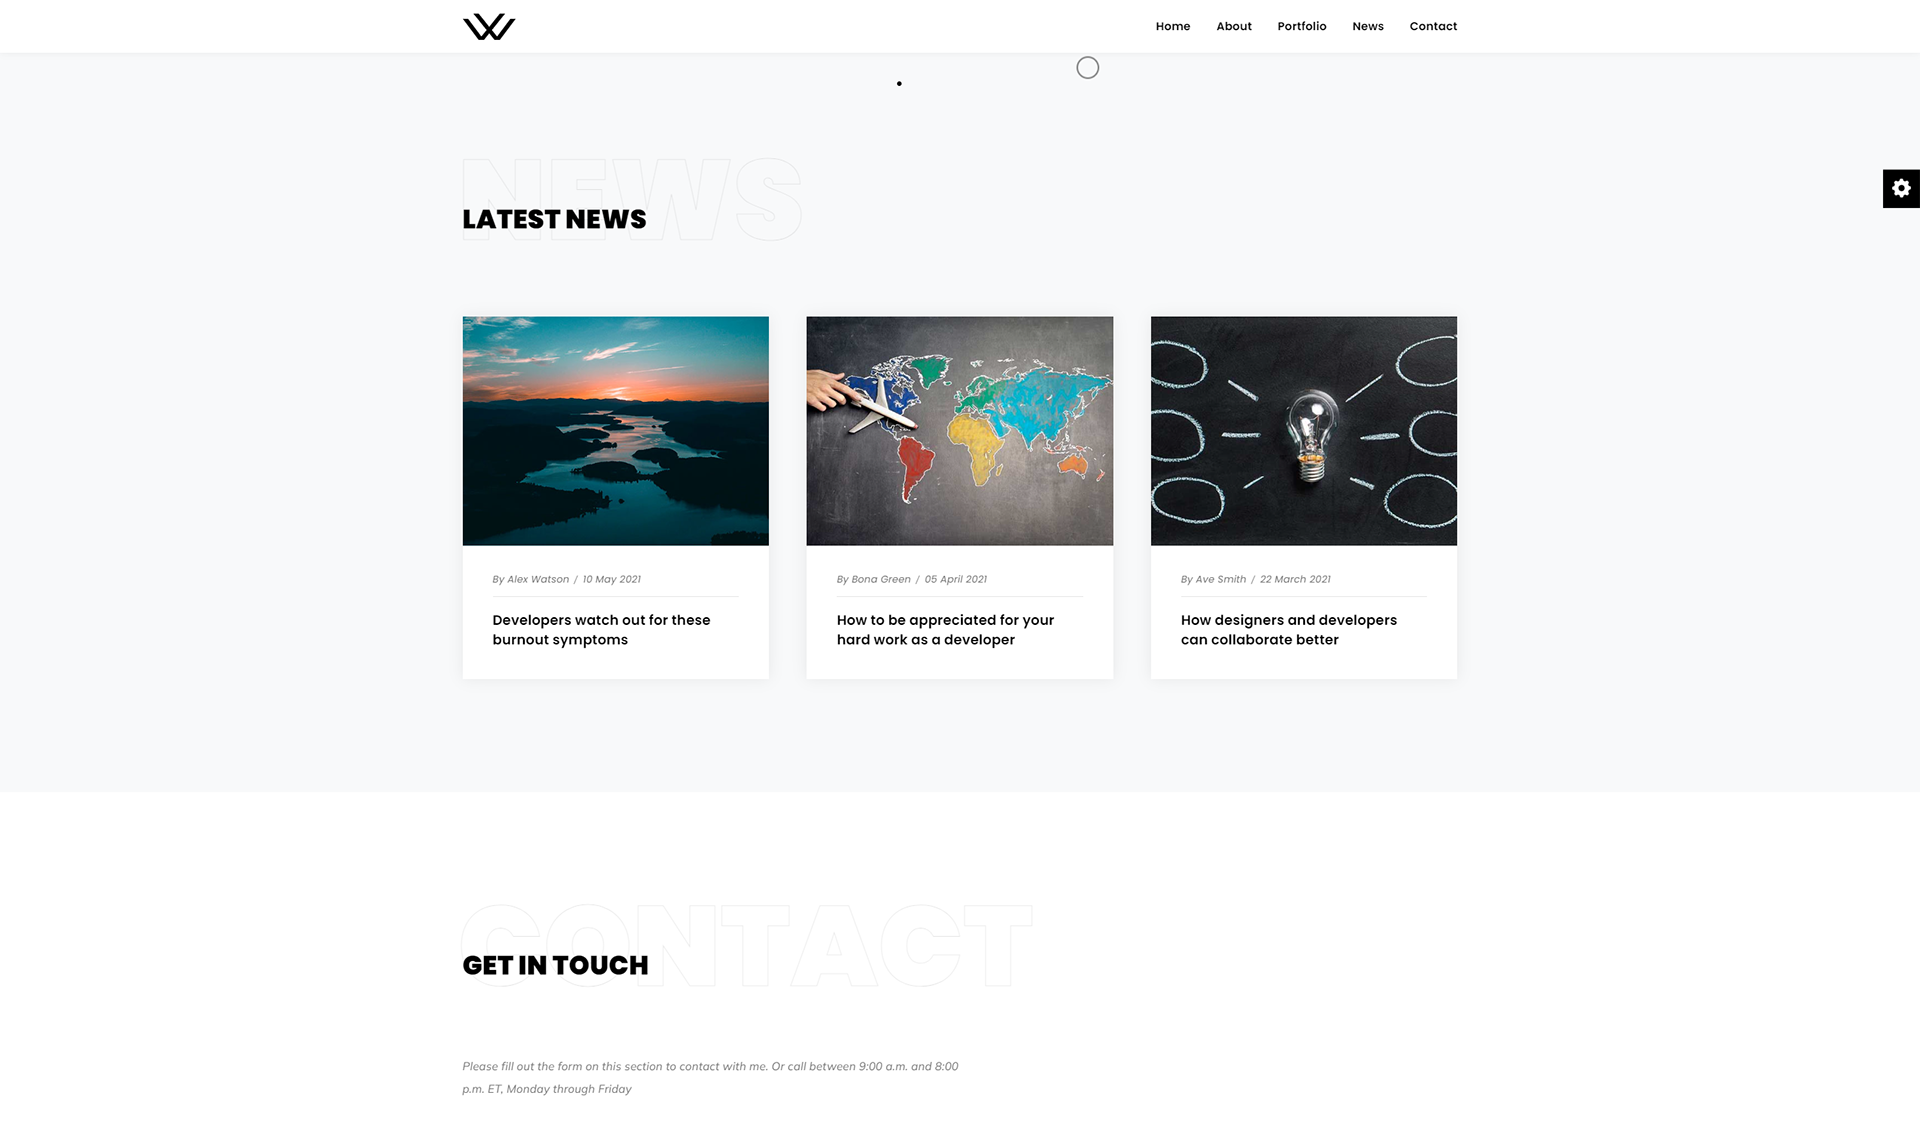 Home About Portfolio News Contact
NEWS
LATEST NEWS
By Alex Watson / 10 May 2021
Developers watch out for these
burnout symptoms
By Bona Green / 05 April 2021
How to be appreciated for your
hard work as a developer
By Ave Smith / 22 March 2021
How designers and developers
can collaborate better
CONTACT
GET IN TOUCH
Please fill out the form on this section to contact with me. Or call between 9:00 a.m. and 8:00
p.m. ET, Monday through Friday